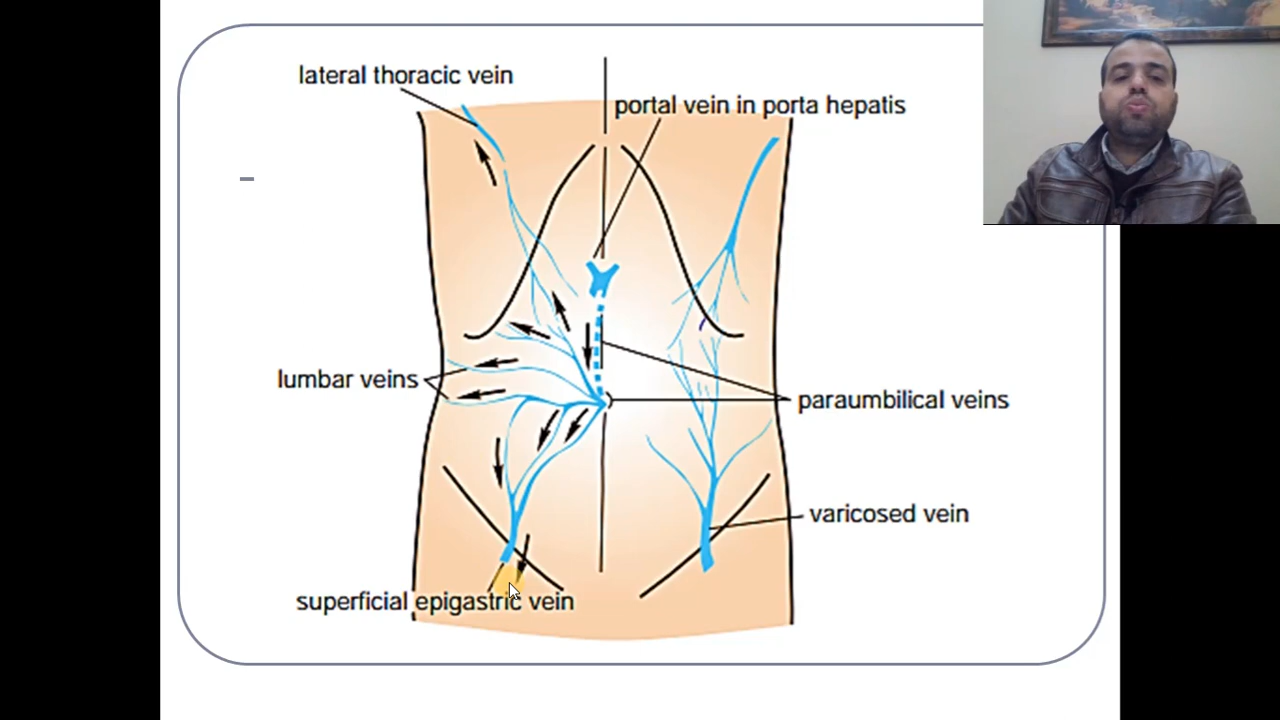 lateral thoracic vein
portal vein in porta hepatis
lumbar veins
paraumbilical veins
varicosed vein
superficial epigastric vein